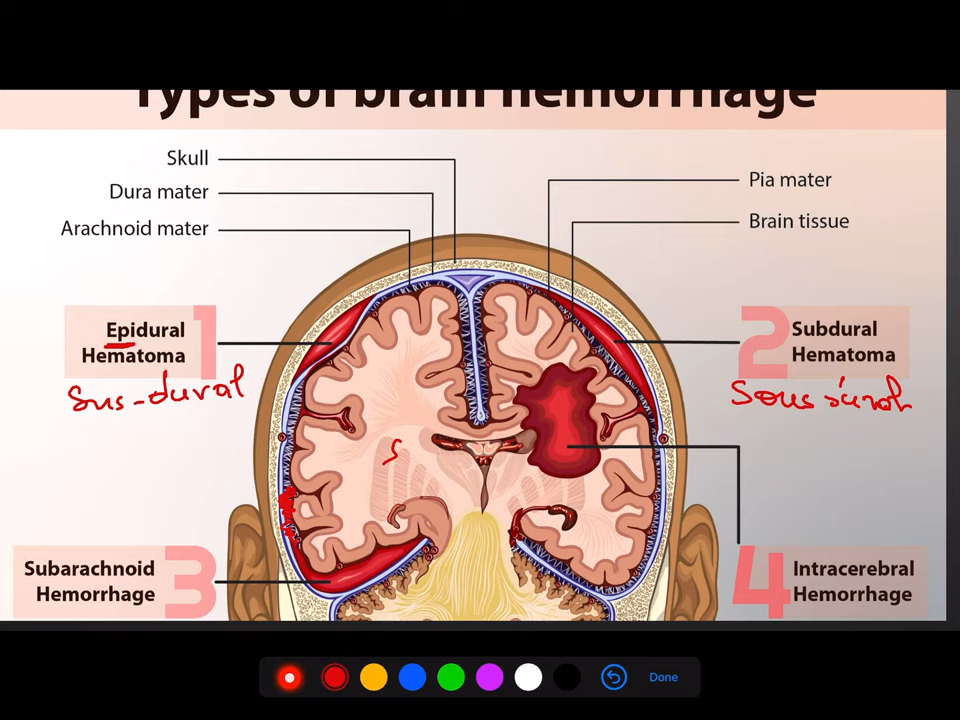 Types of brain hemorrhage
Skull
Dura mater
Arachnoid mater
Pia mater
Brain tissue
Epidural
Hematoma
1
Sus-dural
2
Subdural
Hematoma
Sous dural
Subarachnoid
Hemorrhage
3
4
Intracerebral
Hemorrhage
Done